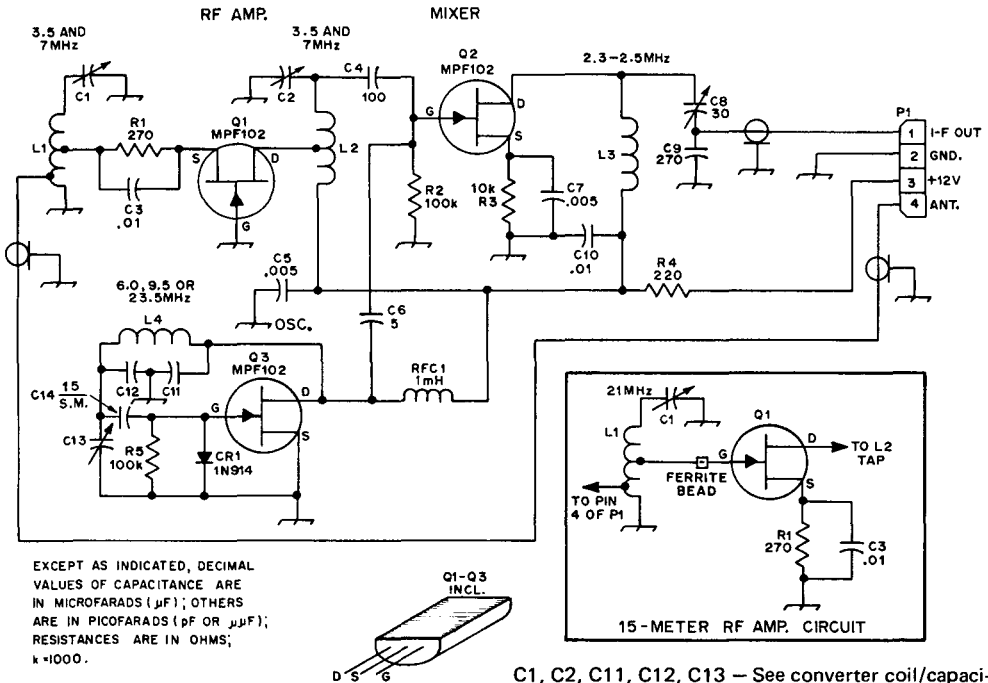 RF AMP.
MIXER
3.5 AND
7MHz
C1
3.5 AND
7MHz
C2
C4
100
Q2
MPF102
G
D
S
2.3-2.5MHz
C8
30
P1
1 I-F OUT
2 GND.
3 +12V
4 ANT.
L1
R1
270
C3
.01
Q1
MPF102
S
D
G
L2
R2
100k
10k
R3
C7
.005
C10
.01
L3
C9
270
R4
220
C5
.005
OSC.
C6
5
6.0, 9.5 OR
23.5MHz
L4
C12
C11
C14 15
S.M.
C13
R5
100k
CR1
1N914
Q3
MPF102
G
D
S
RFC1
1mH
21MHz
C1
L1
Q1
G
D
S
TO L2
TAP
FERRITE
BEAD
TO PIN
4 OF P1
R1
270
C3
.01
15-METER RF AMP. CIRCUIT
EXCEPT AS INDICATED, DECIMAL
VALUES OF CAPACITANCE ARE
IN MICROFARADS (µF); OTHERS
ARE IN PICOFARADS (pF OR µµF);
RESISTANCES ARE IN OHMS;
k=1000.
Q1-Q3
INCL.
D S G
C1, C2, C11, C12, C13 — See converter coil/capaci-